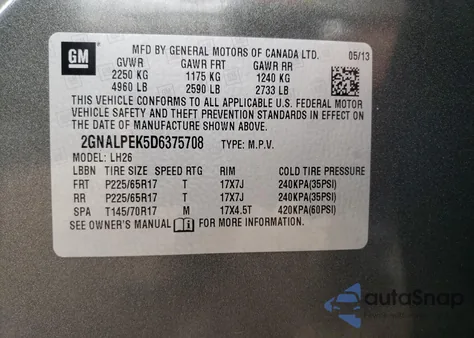 GM
MFD BY GENERAL MOTORS OF CANADA LTD. 05/13
GVWR GAWR FRT GAWR RR
2250 KG 1175 KG 1240 KG
4960 LB 2590 LB 2733 LB
THIS VEHICLE CONFORMS TO ALL APPLICABLE U.S. FEDERAL MOTOR
VEHICLE SAFETY AND THEFT PREVENTION STANDARDS IN EFFECT ON
THE DATE OF MANUFACTURE SHOWN ABOVE.
2GNALPEK5D6375708 TYPE: M.P.V.
MODEL: LH26
LBBN TIRE SIZE SPEED RTG RIM COLD TIRE PRESSURE
FRT P225/65R17 T 17X7J 240KPA(35PSI)
RR P225/65R17 T 17X7J 240KPA(35PSI)
SPA T145/70R17 M 17X4.5T 420KPA(60PSI)
SEE OWNER'S MANUAL FOR MORE INFORMATION.
autoSnap